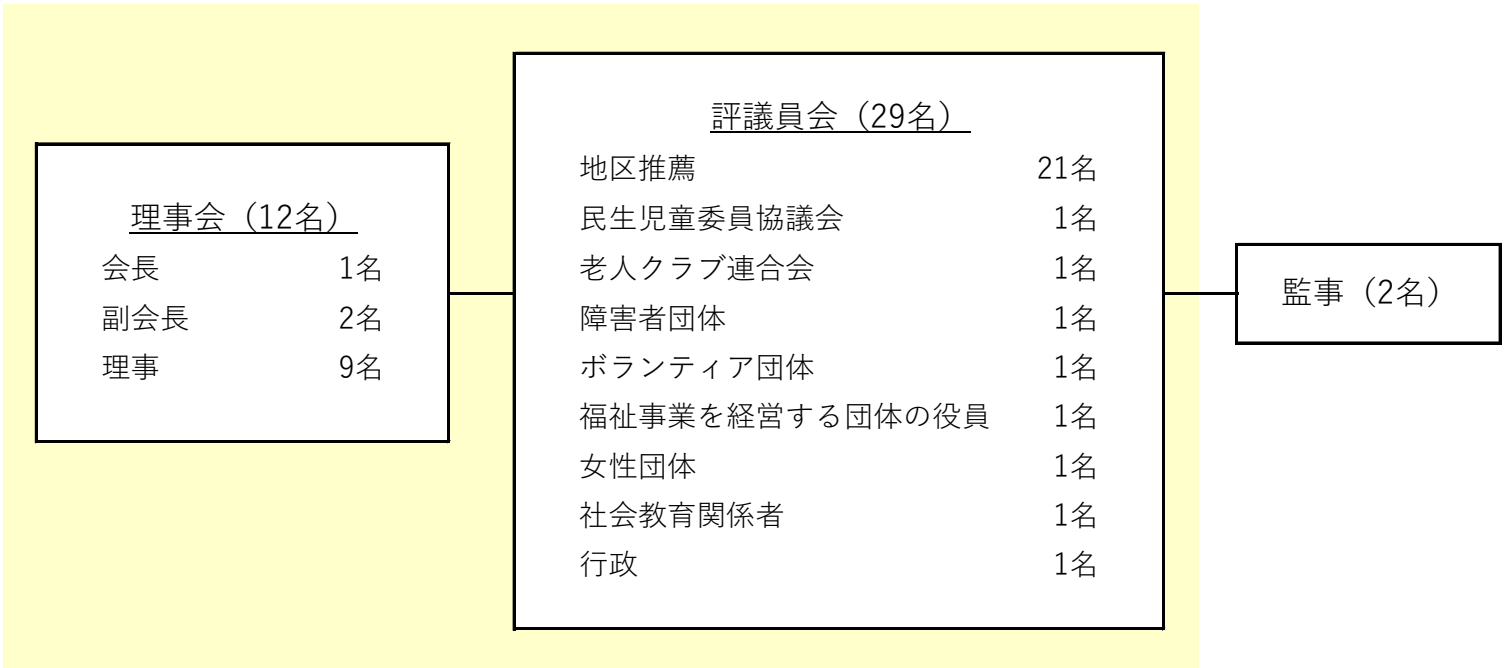 理事会（12名）
会長 1名
副会長 2名
理事 9名
評議員会（29名）
地区推薦 21名
民生児童委員協議会 1名
老人クラブ連合会 1名
障害者団体 1名
ボランティア団体 1名
福祉事業を経営する団体の役員 1名
女性団体 1名
社会教育関係者 1名
行政 1名
監事（2名）